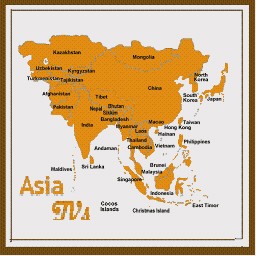 Kazakhstan
Mongolia
Uzbekistan
Kyrgyzstan
Turkmenistan
Tajikistan
North
Korea
Afghanistan
China
South
Korea
Japan
Pakistan
Tibet
Nepal
Bhutan
Sikkim
Bangladesh
India
Myanmar
Macau
Taiwan
Hong Kong
Laos
Hainan
Thailand
Cambodia
Vietnam
Philippines
Andaman
Maldives
Sri Lanka
Brunei
Malaysia
Singapore
Indonesia
Asia
TVs
Cocos
Islands
Christmas Island
East Timor